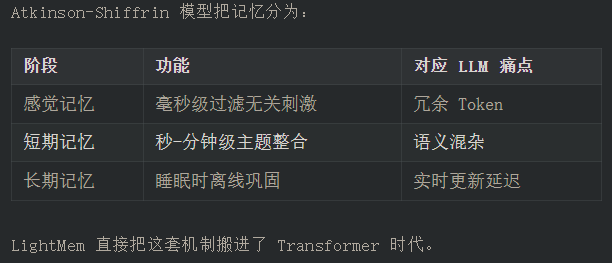 Atkinson-Shiffrin 模型把记忆分为：
阶段 功能 对应 LLM 痛点
感觉记忆 毫秒级过滤无关刺激 冗余 Token
短期记忆 秒-分钟级主题整合 语义混杂
长期记忆 睡眠时离线巩固 实时更新延迟
LightMem 直接把这套机制搬进了 Transformer 时代。